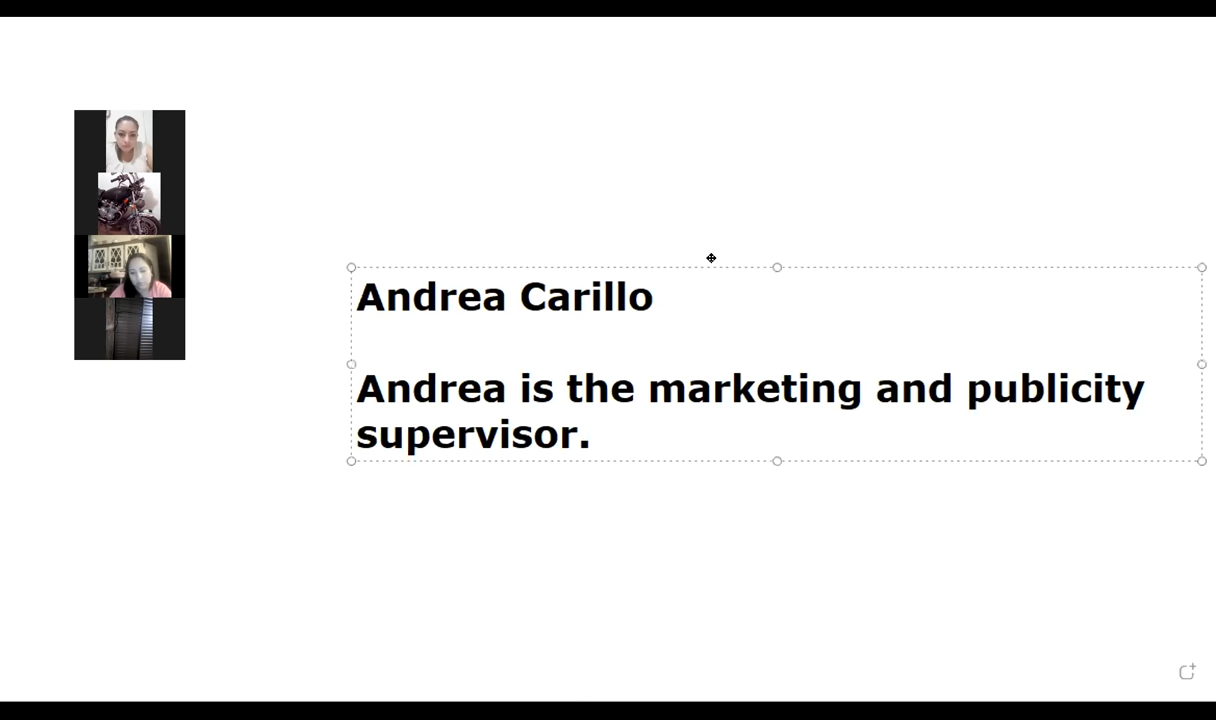 Andrea Carillo
Andrea is the marketing and publicity
supervisor.